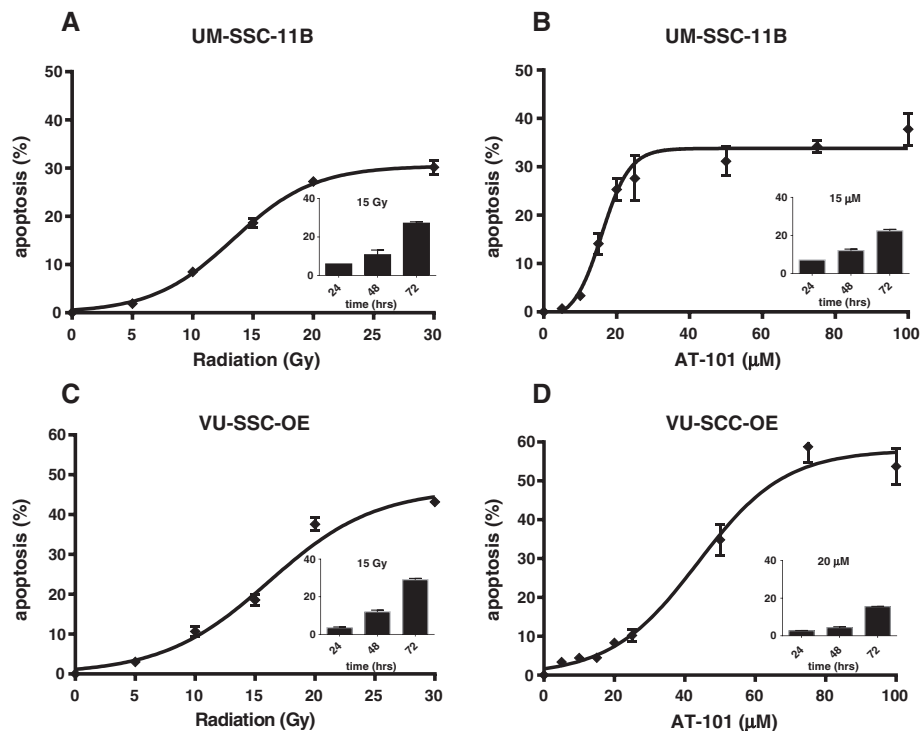 A
UM-SSC-11B
50
40
30
20
10
0
apoptosis (%)
0 5 10 15 20 25 30
Radiation (Gy)
15 Gy
40
20
0
24 48 72
time (hrs)
B
UM-SSC-11B
50
40
30
20
10
0
apoptosis (%)
0 20 40 60 80 100
AT-101 (µM)
15 µM
40
20
0
24 48 72
time (hrs)
C
VU-SSC-OE
60
50
40
30
20
10
0
apoptosis (%)
0 5 10 15 20 25 30
Radiation (Gy)
15 Gy
40
20
0
24 48 72
time (hrs)
D
VU-SCC-OE
60
50
40
30
20
10
0
apoptosis (%)
0 20 40 60 80 100
AT-101 (µM)
20 µM
40
20
0
24 48 72
time (hrs)